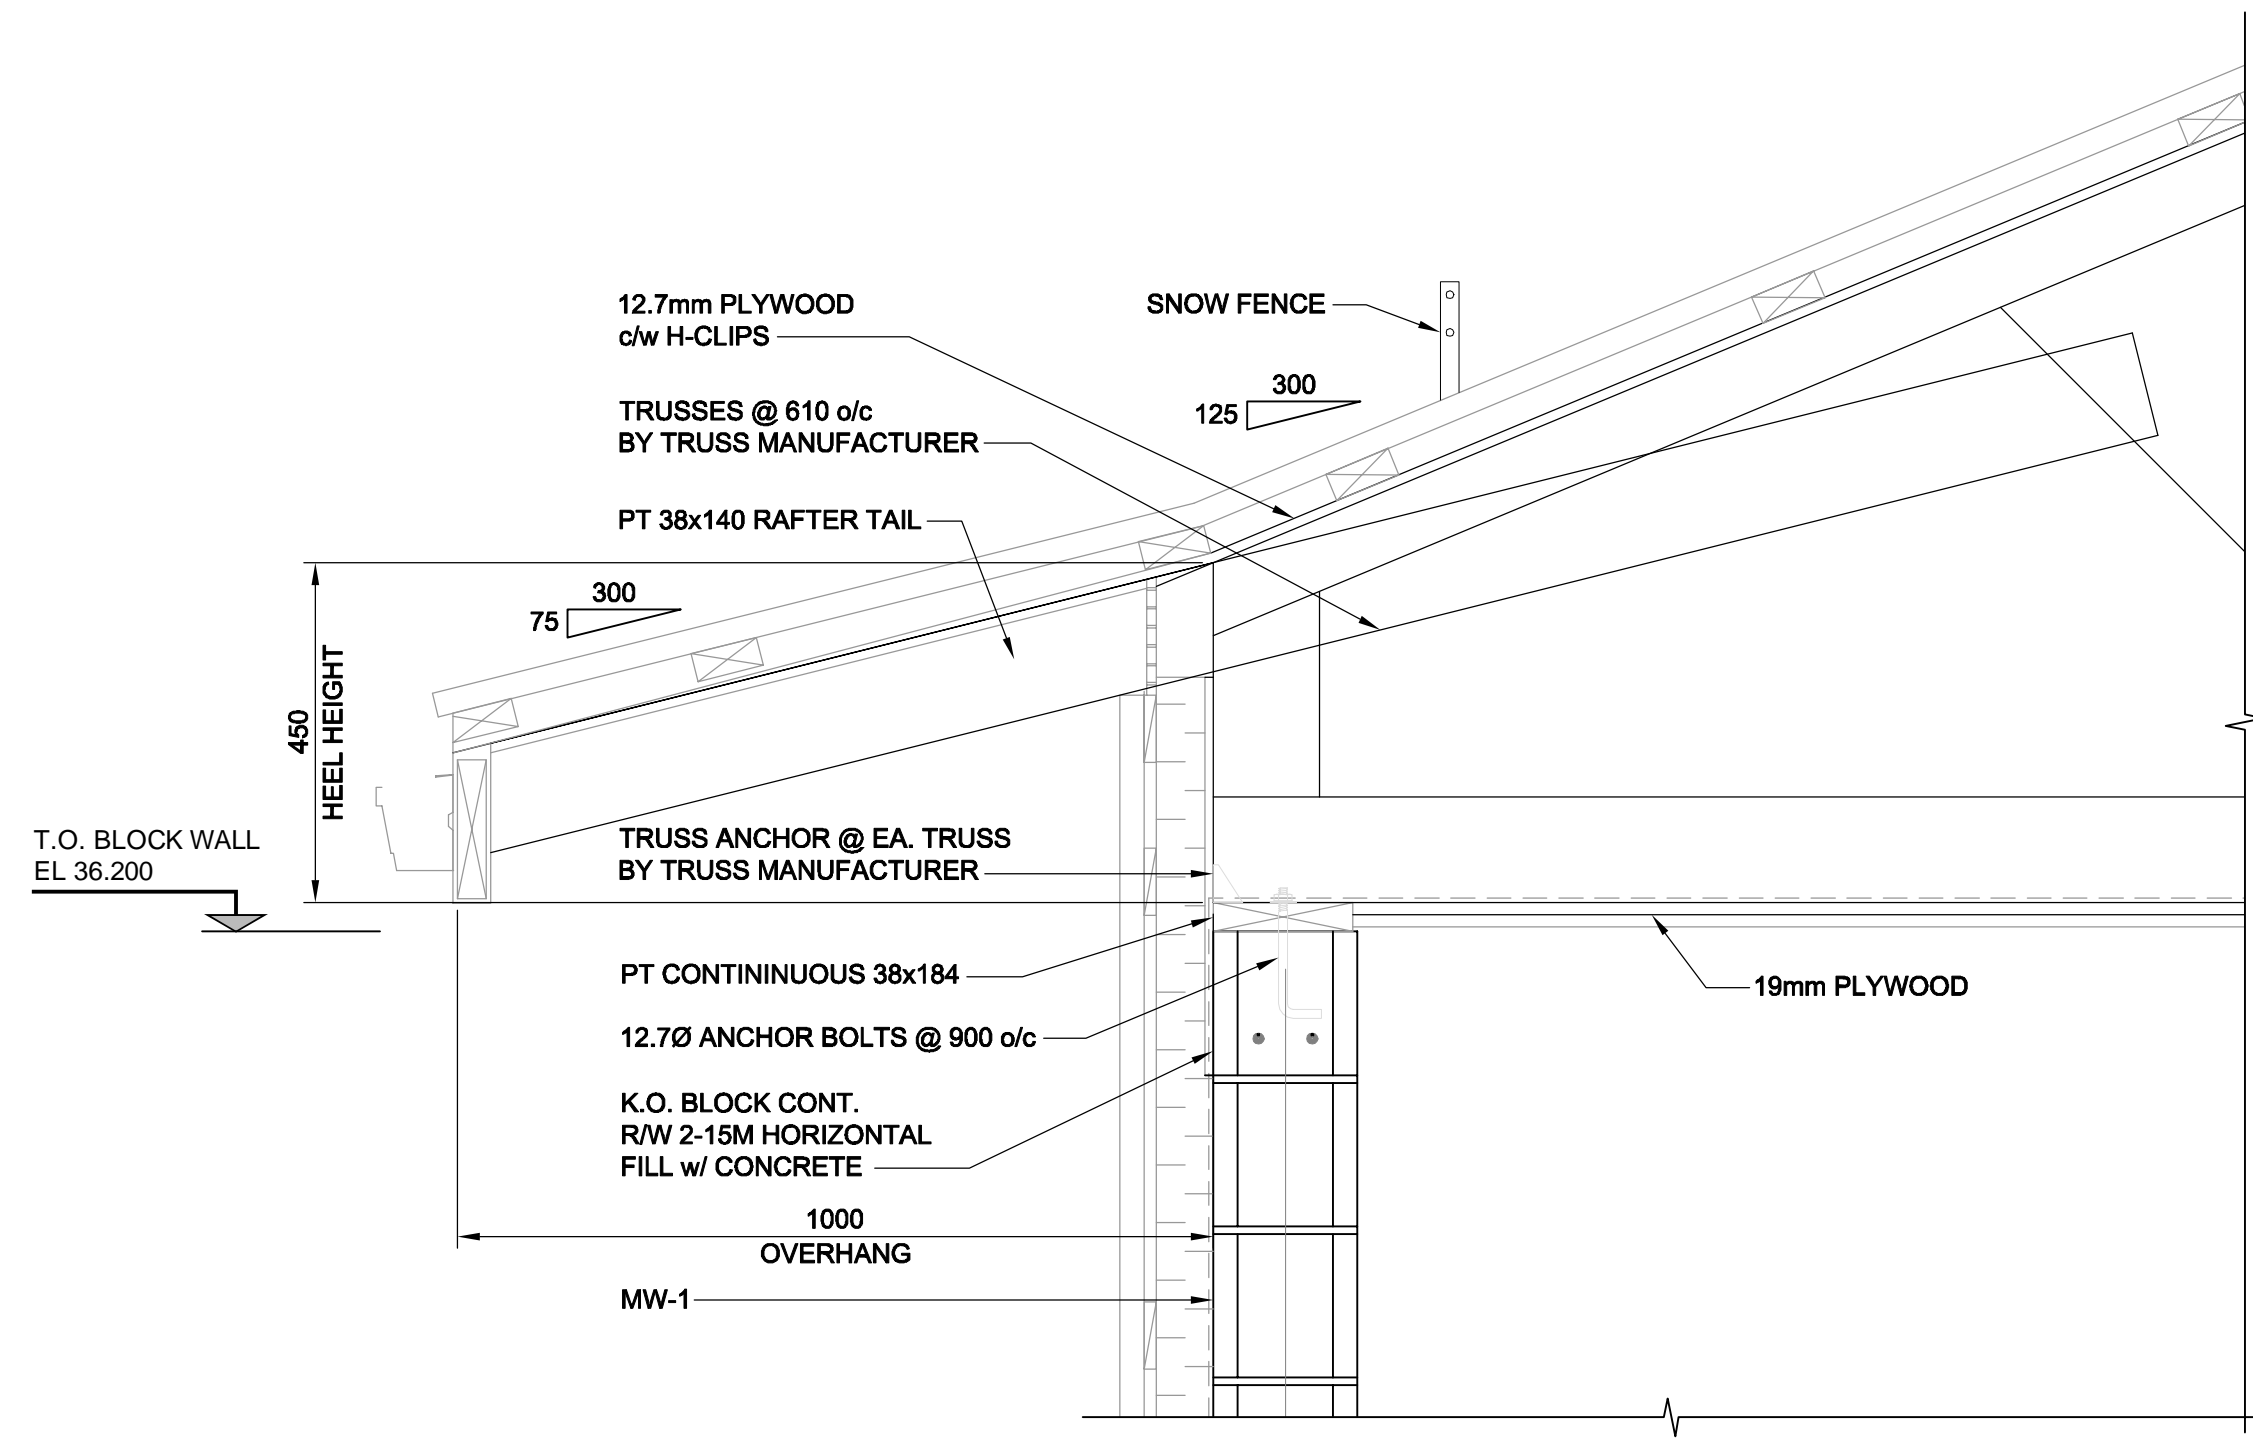 12.7mm PLYWOOD
c/w H-CLIPS
SNOW FENCE
300
125
TRUSSES @ 610 o/c
BY TRUSS MANUFACTURER
PT 38x140 RAFTER TAIL
300
75
450
HEEL HEIGHT
T.O. BLOCK WALL
EL 36.200
TRUSS ANCHOR @ EA. TRUSS
BY TRUSS MANUFACTURER
PT CONTININUOUS 38x184
19mm PLYWOOD
12.7Ø ANCHOR BOLTS @ 900 o/c
K.O. BLOCK CONT.
R/W 2-15M HORIZONTAL
FILL w/ CONCRETE
1000
OVERHANG
MW-1